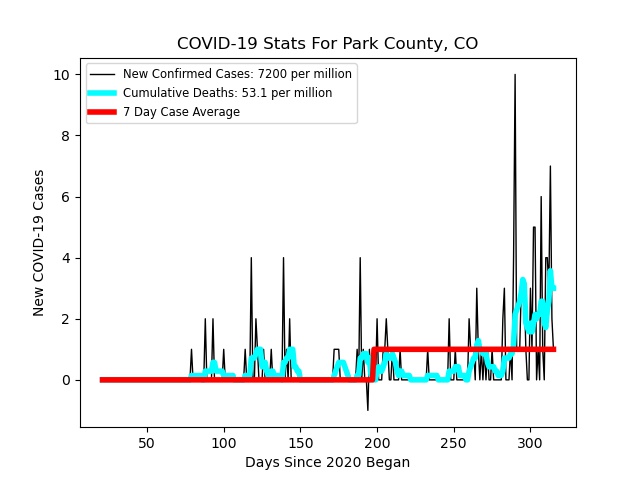 COVID-19 Stats For Park County, CO
New Confirmed Cases: 7200 per million
Cumulative Deaths: 53.1 per million
7 Day Case Average
New COVID-19 Cases
10
8
6
4
2
0
50 100 150 200 250 300
Days Since 2020 Began